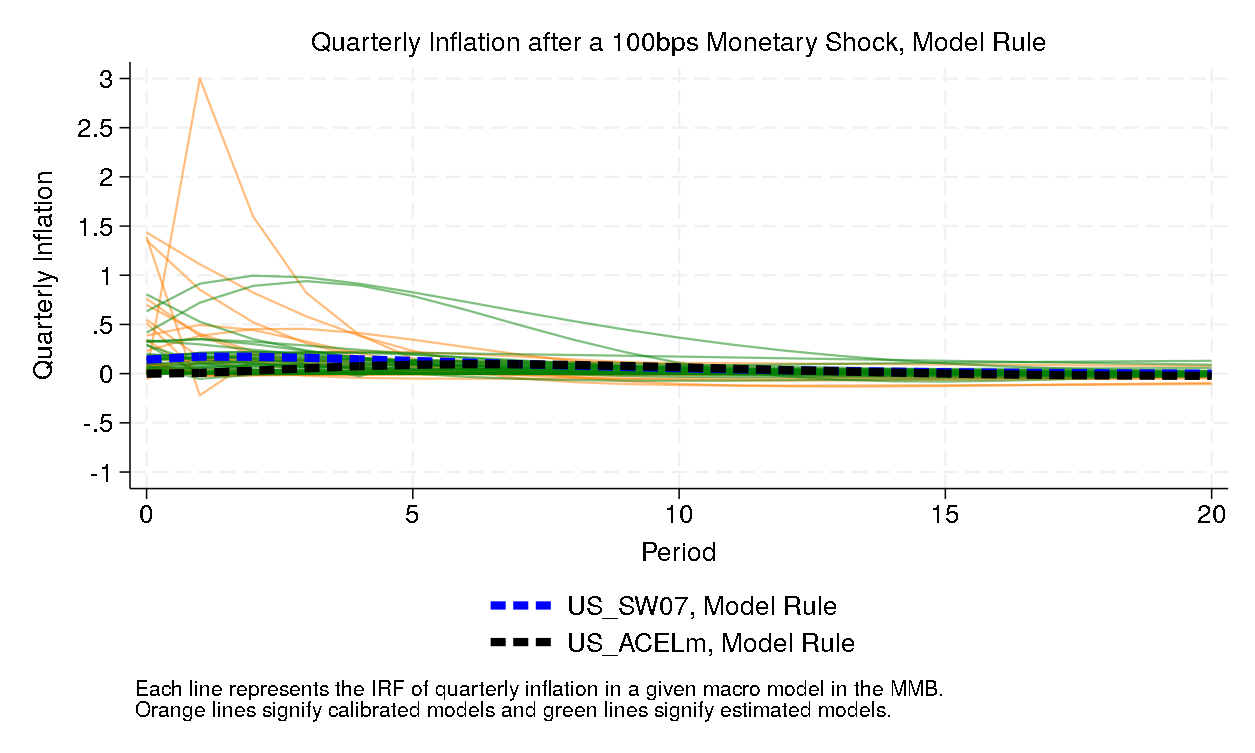 Quarterly Inflation after a 100bps Monetary Shock, Model Rule
Quarterly Inflation
3
2.5
2
1.5
1
.5
0
-.5
-1
0 5 10 15 20
Period
US_SW07, Model Rule
US_ACELm, Model Rule
Each line represents the IRF of quarterly inflation in a given macro model in the MMB.
Orange lines signify calibrated models and green lines signify estimated models.